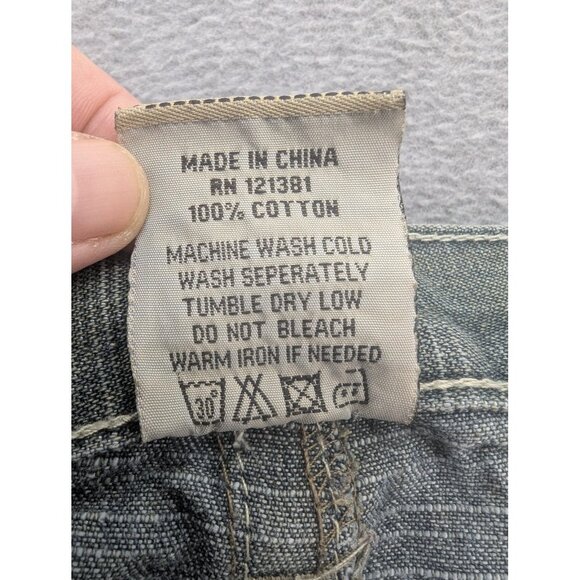 MADE IN CHINA
RN 121381
100% COTTON
MACHINE WASH COLD
WASH SEPERATELY
TUMBLE DRY LOW
DO NOT BLEACH
WARM IRON IF NEEDED
30°